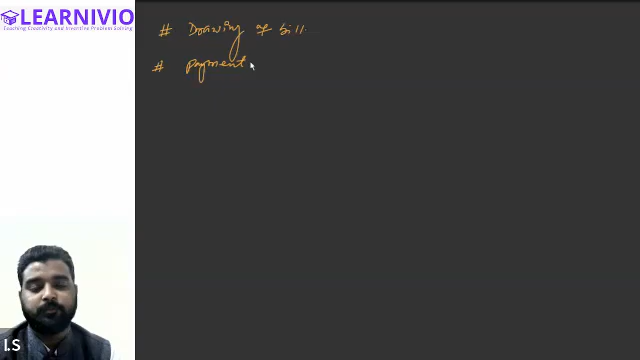 LEARNIVIO
Teaching Creativity and Inventive Problem Solving
# Drawing of bill
# Payment
I.S